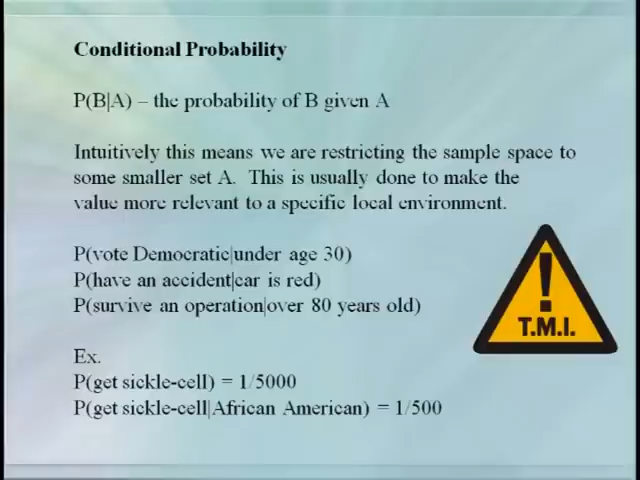 Conditional Probability
P(B|A) – the probability of B given A
Intuitively this means we are restricting the sample space to
some smaller set A.  This is usually done to make the
value more relevant to a specific local environment.
P(vote Democratic|under age 30)
P(have an accident|car is red)
P(survive an operation|over 80 years old)
!
T.M.I.
Ex.
P(get sickle-cell) = 1/5000
P(get sickle-cell|African American) = 1/500